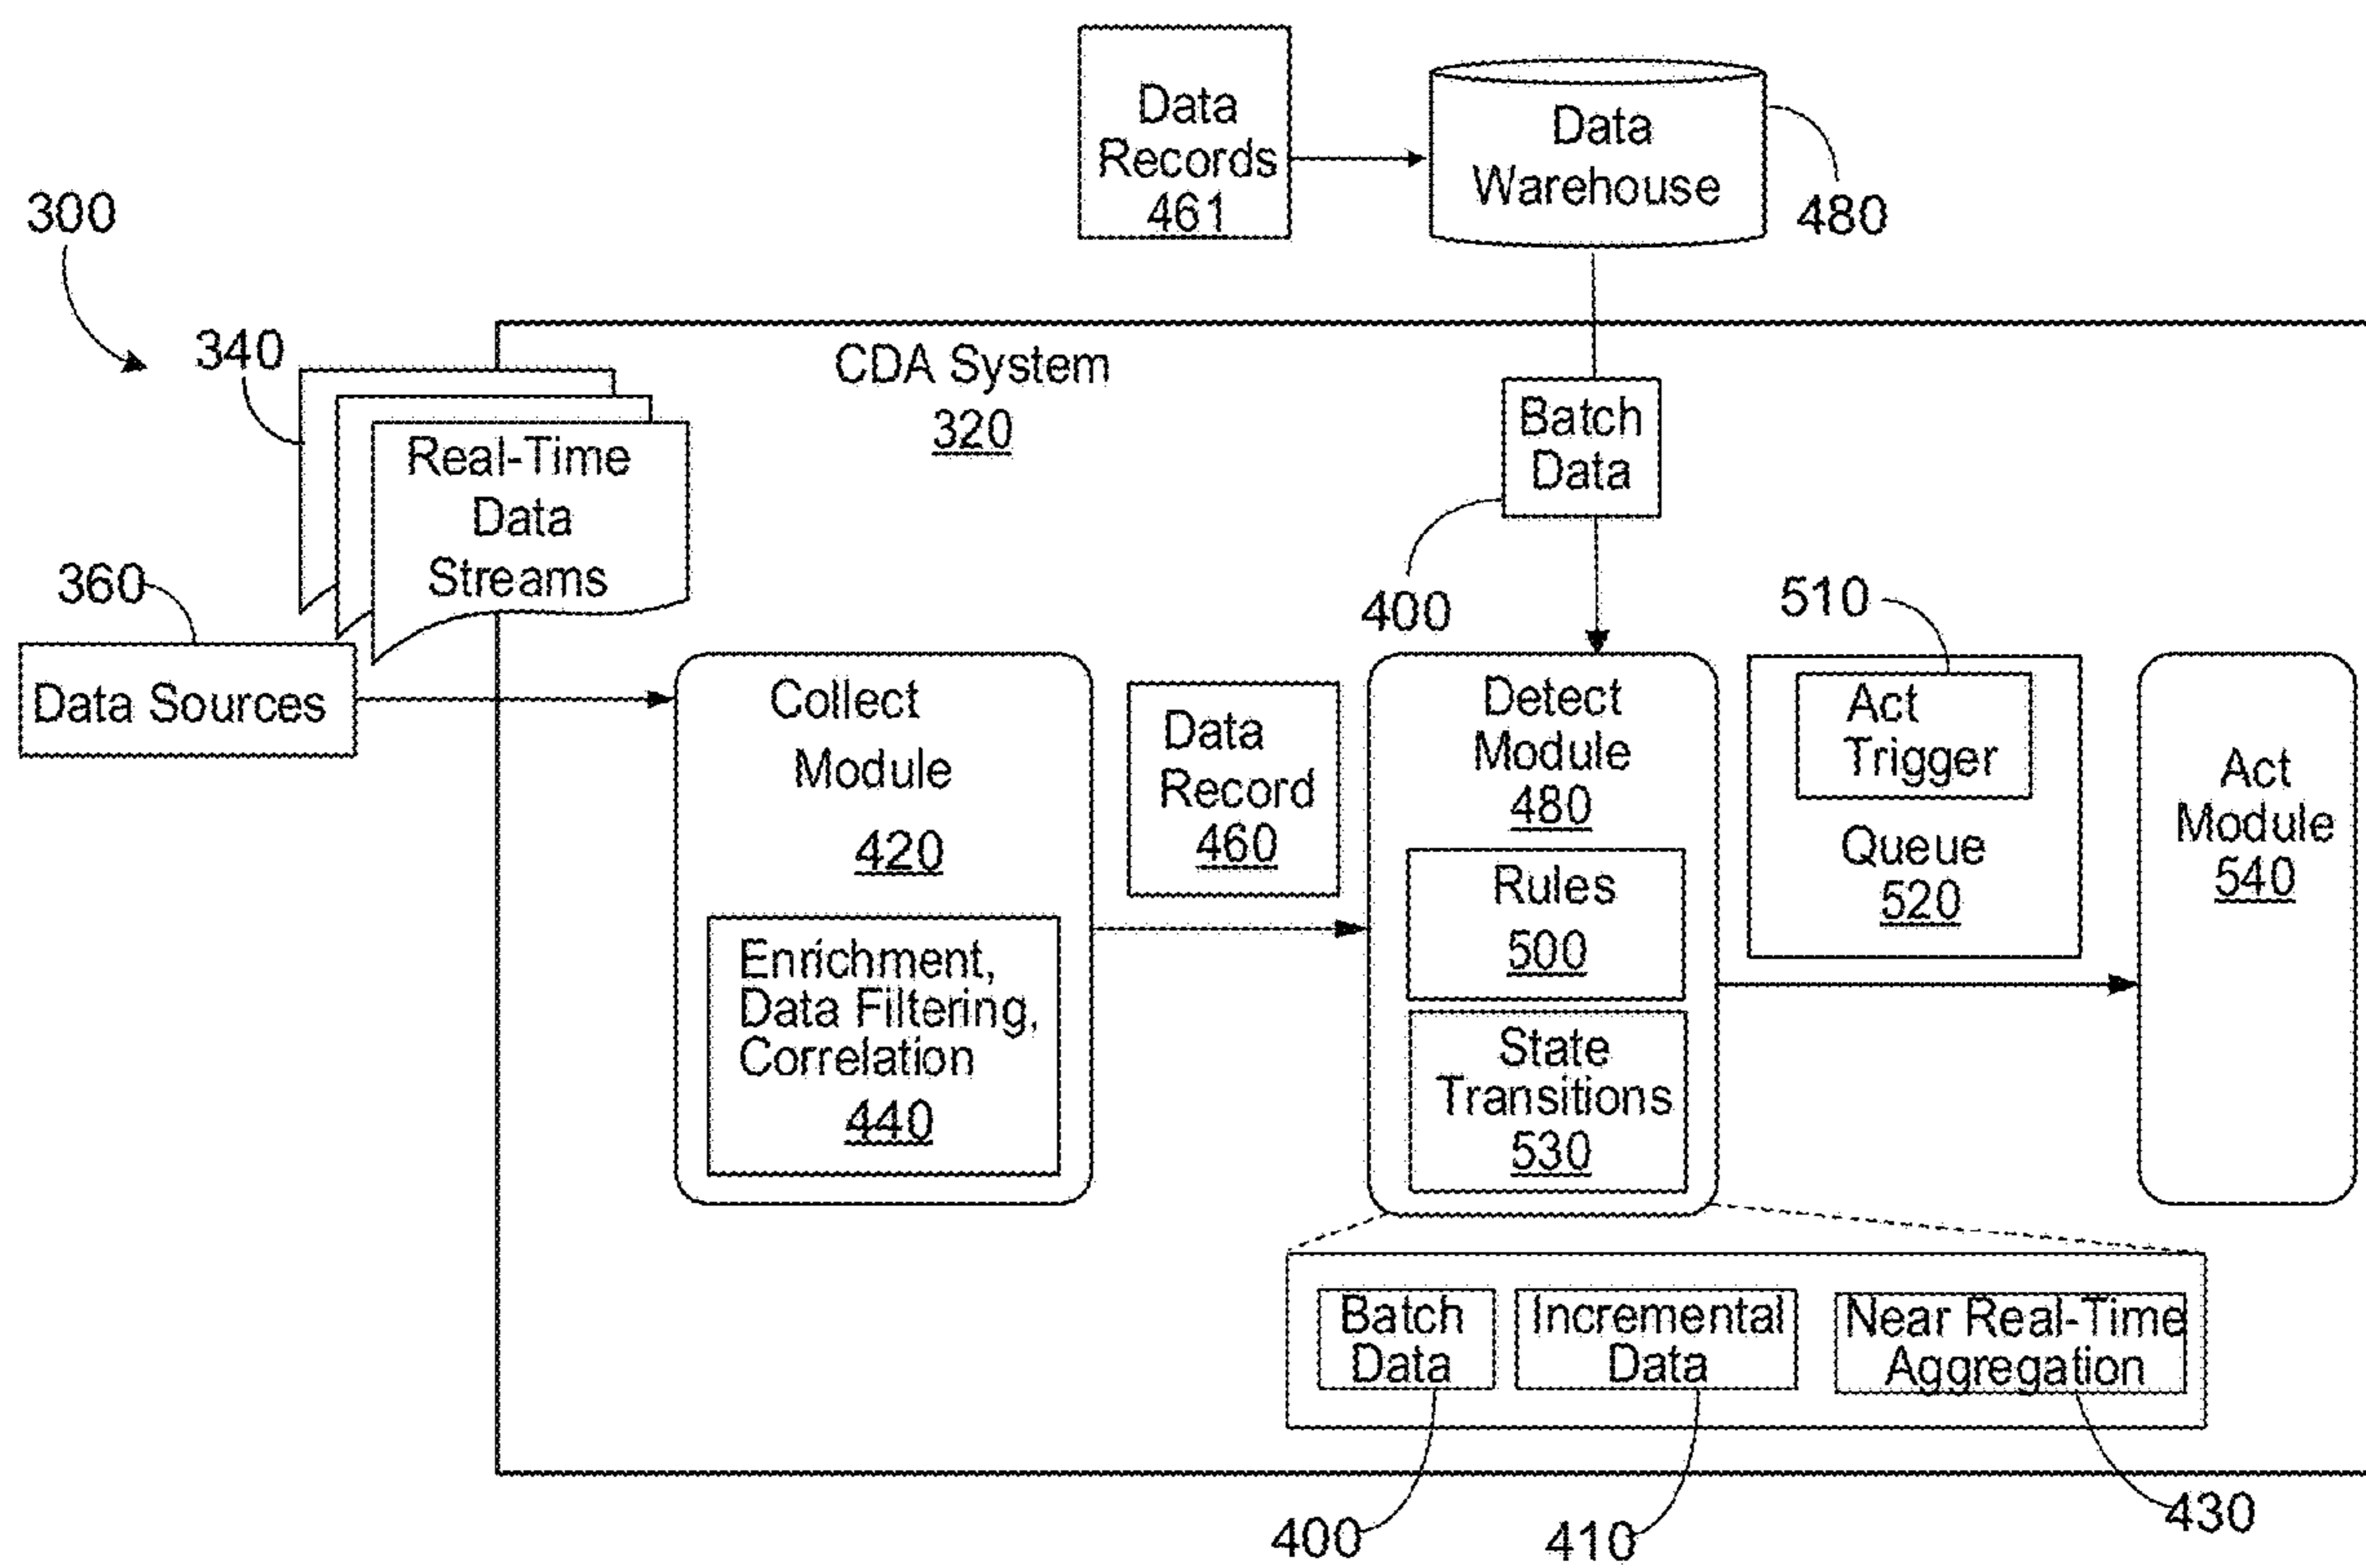 Data
Records
461
Data
Warehouse
480
300
340
CDA System
320
Real-Time
Data
Streams
Batch
Data
400
360
Data Sources
Collect
Module
420
Enrichment,
Data Filtering,
Correlation
440
Data
Record
460
Detect
Module
480
Rules
500
State
Transitions
530
510
Act
Trigger
Queue
520
Act
Module
540
Batch
Data
Incremental
Data
Near Real-Time
Aggregation
400
410
430